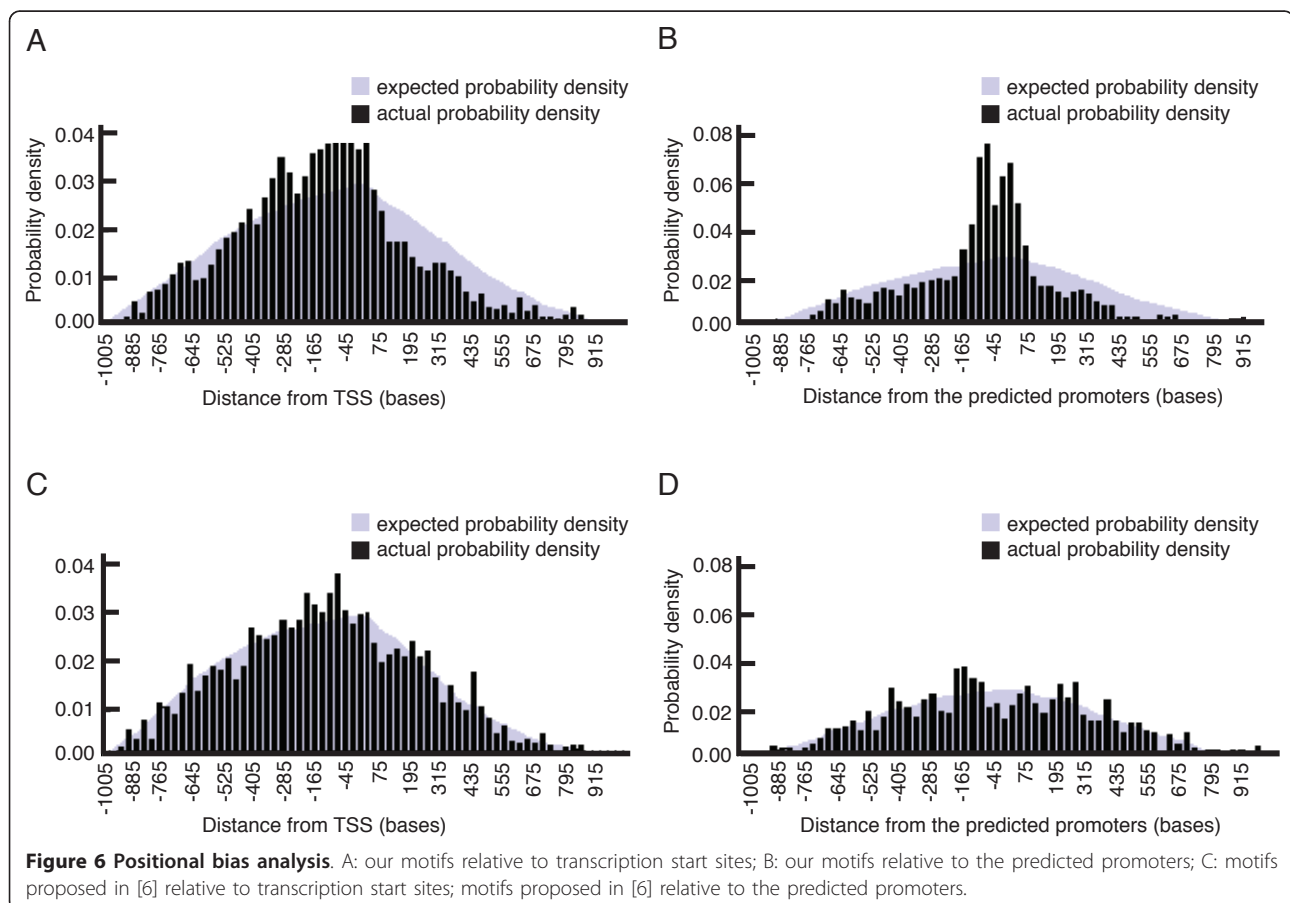 A
expected probability density
actual probability density
Probability density
0.04
0.03
0.02
0.01
0.00
-1005 -885 -765 -645 -525 -405 -285 -165 -45 75 195 315 435 555 675 795 915
Distance from TSS (bases)
B
expected probability density
actual probability density
Probability density
0.08
0.06
0.04
0.02
0.00
-1005 -885 -765 -645 -525 -405 -285 -165 -45 75 195 315 435 555 675 795 915
Distance from the predicted promoters (bases)
C
expected probability density
actual probability density
Probability density
0.04
0.03
0.02
0.01
0.00
-1005 -885 -765 -645 -525 -405 -285 -165 -45 75 195 315 435 555 675 795 915
Distance from TSS (bases)
D
expected probability density
actual probability density
Probability density
0.08
0.06
0.04
0.02
0.00
-1005 -885 -765 -645 -525 -405 -285 -165 -45 75 195 315 435 555 675 795 915
Distance from the predicted promoters (bases)
Figure 6 Positional bias analysis. A: our motifs relative to transcription start sites; B: our motifs relative to the predicted promoters; C: motifs
proposed in [6] relative to transcription start sites; motifs proposed in [6] relative to the predicted promoters.